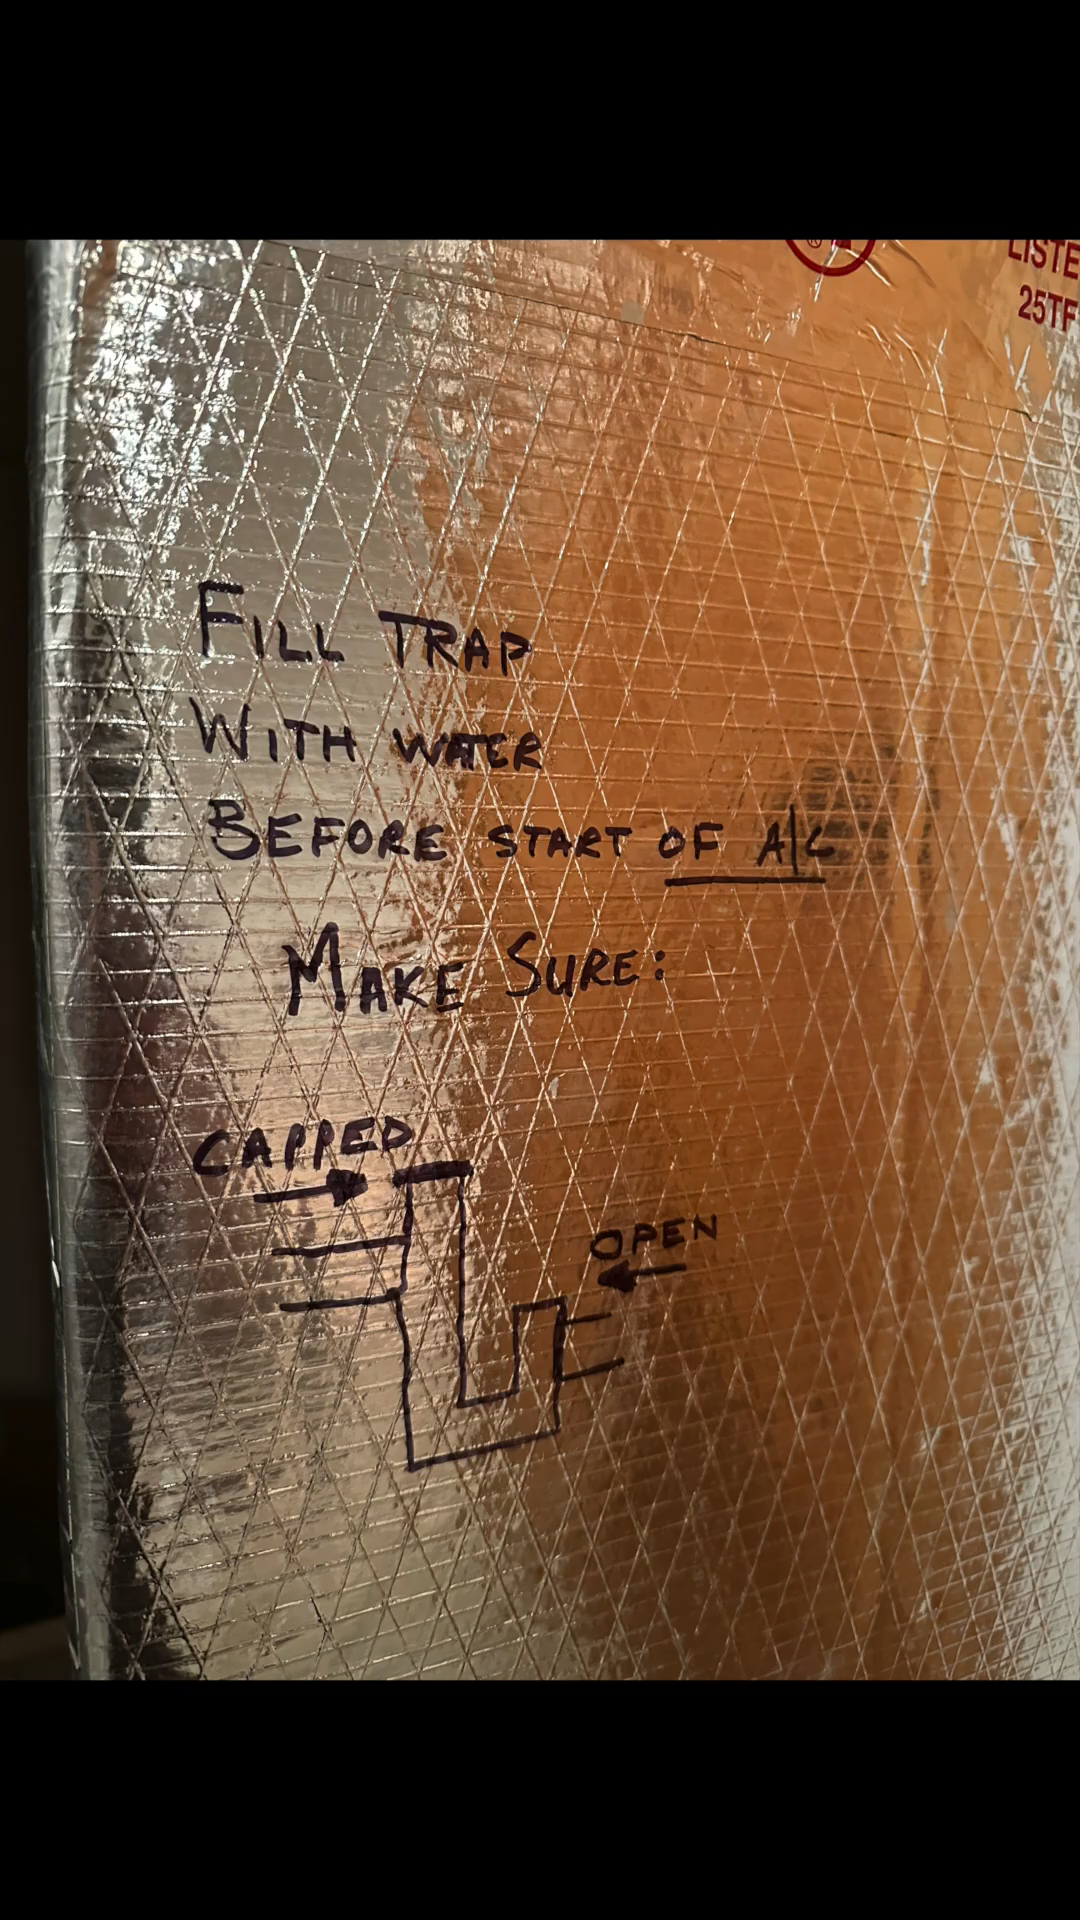 LISTE
25TF
FILL TRAP
WITH WATER
BEFORE START OF A/C
MAKE SURE:
CAPPED
OPEN